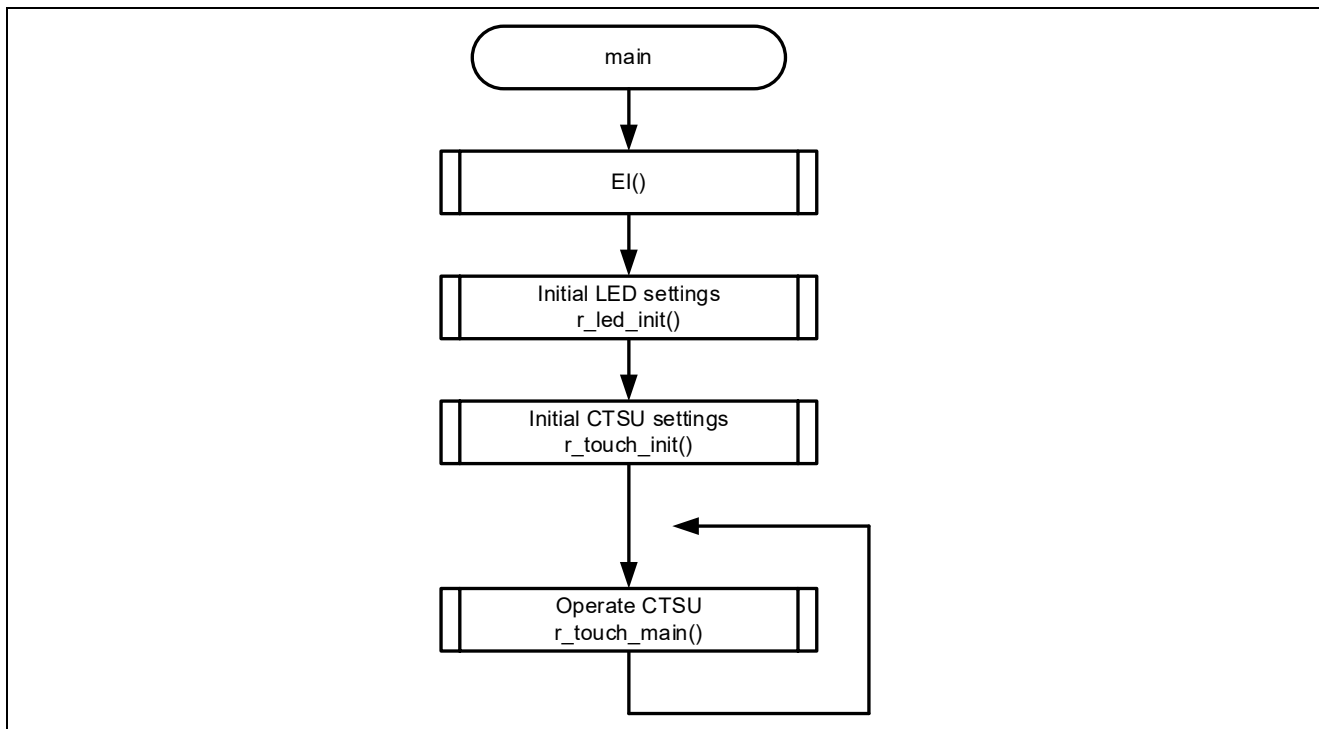 main
EI()
Initial LED settings
r_led_init()
Initial CTSU settings
r_touch_init()
Operate CTSU
r_touch_main()